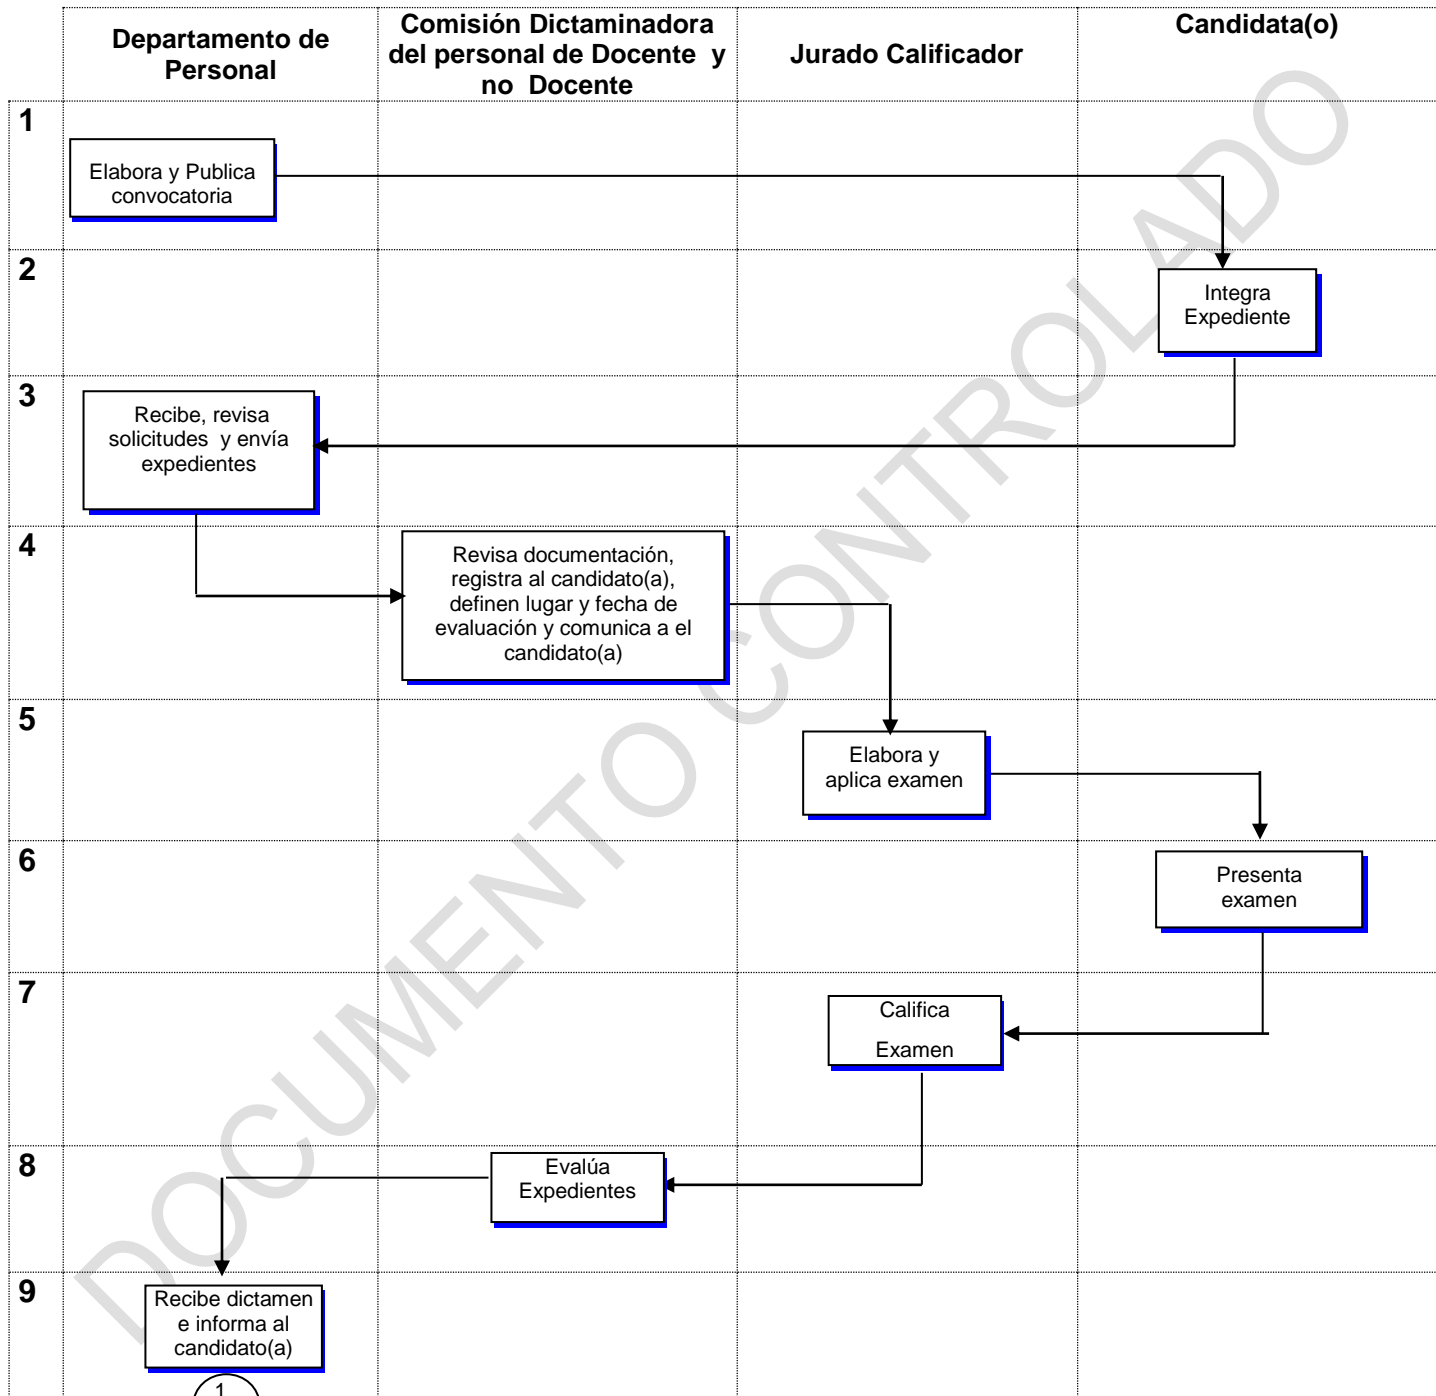 Departamento de
Personal
Comisión Dictaminadora
del personal de Docente y
no Docente
Jurado Calificador
Candidata(o)
1
Elabora y Publica
convocatoria
2
Integra
Expediente
3
Recibe, revisa
solicitudes y envía
expedientes
4
Revisa documentación,
registra al candidato(a),
definen lugar y fecha de
evaluación y comunica a el
candidato(a)
5
Elabora y
aplica examen
6
Presenta
examen
7
Califica
Examen
8
Evalúa
Expedientes
9
Recibe dictamen
e informa al
candidato(a)
1
DOCUMENTO CONTROLADO